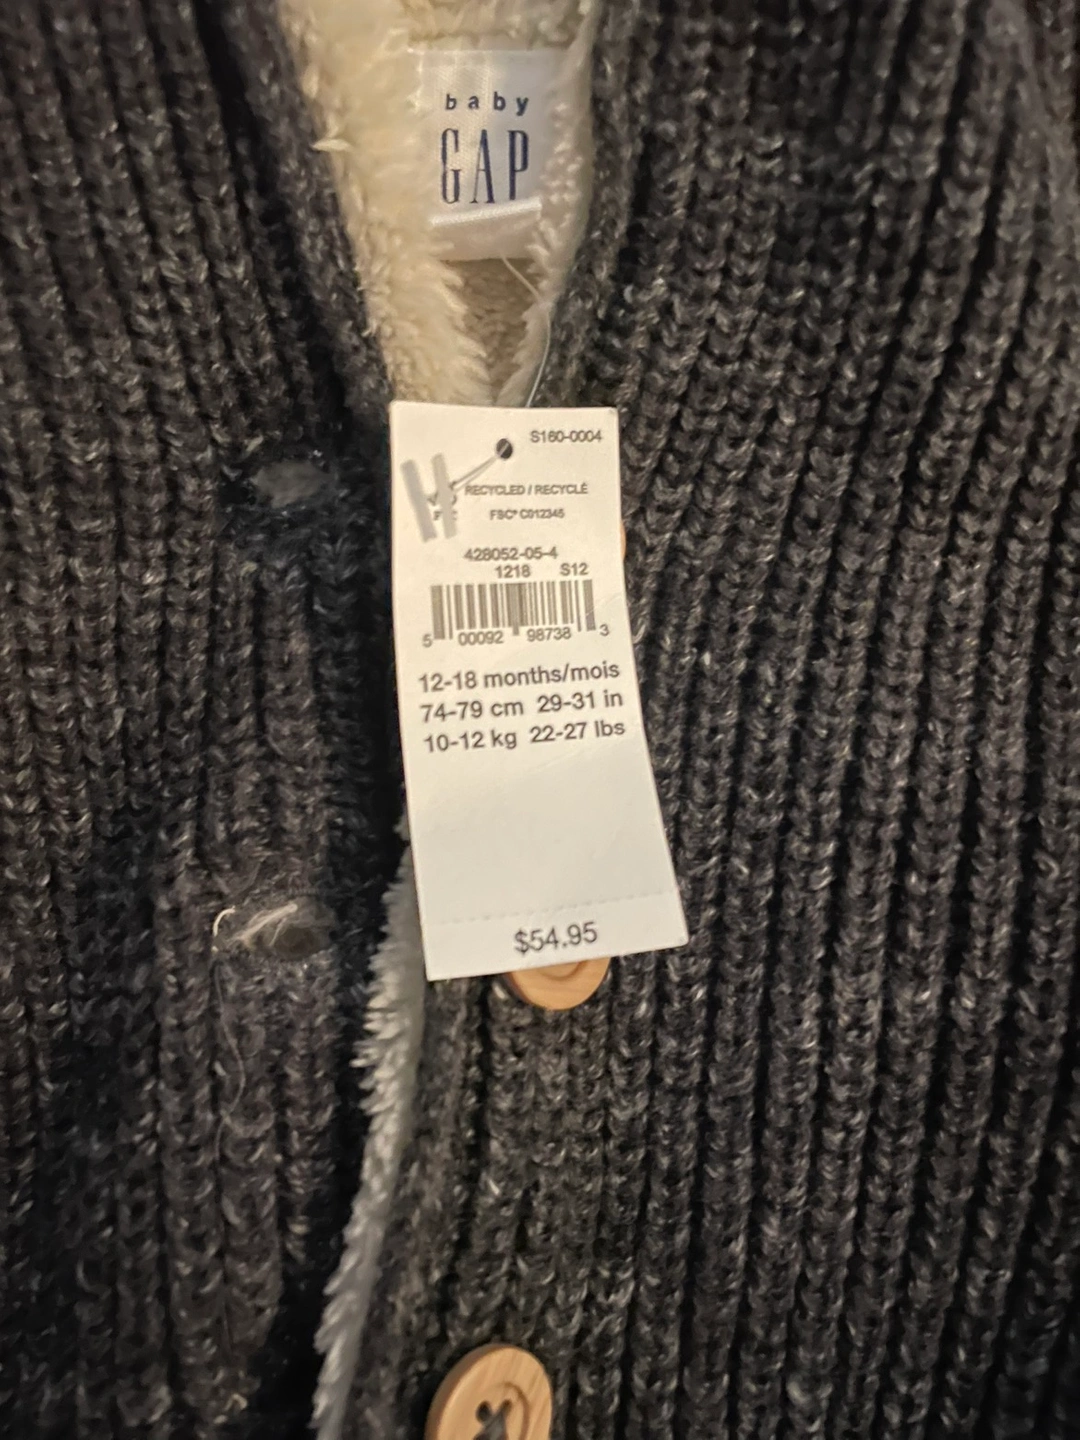 baby
GAP
S160-0004
RECYCLED / RECYCLÉ
FSC® C012345
428052-05-4
1218 S12
5 00092 98738 3
12-18 months/mois
74-79 cm 29-31 in
10-12 kg 22-27 lbs
$54.95